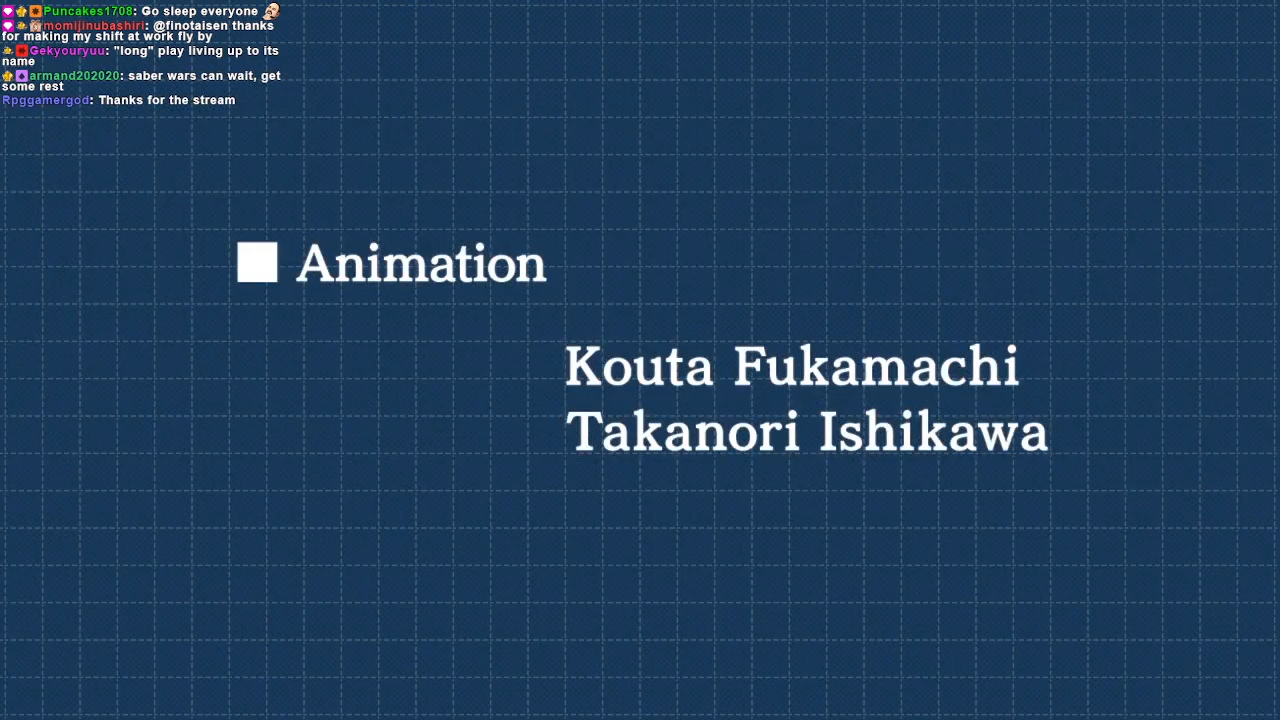 Puncakes1708: Go sleep everyone
momijinubashiri: @finotaisen thanks
for making my shift at work fly by
Gekyouryuu: "long" play living up to its
name
armand202020: saber wars can wait, get
some rest
Rpggamergod: Thanks for the stream
Animation
Kouta Fukamachi
Takanori Ishikawa